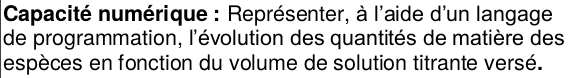 Capacité numérique : Représenter, à l'aide d'un langage
de programmation, l'évolution des quantités de matière des
espèces en fonction du volume de solution titrante versé.